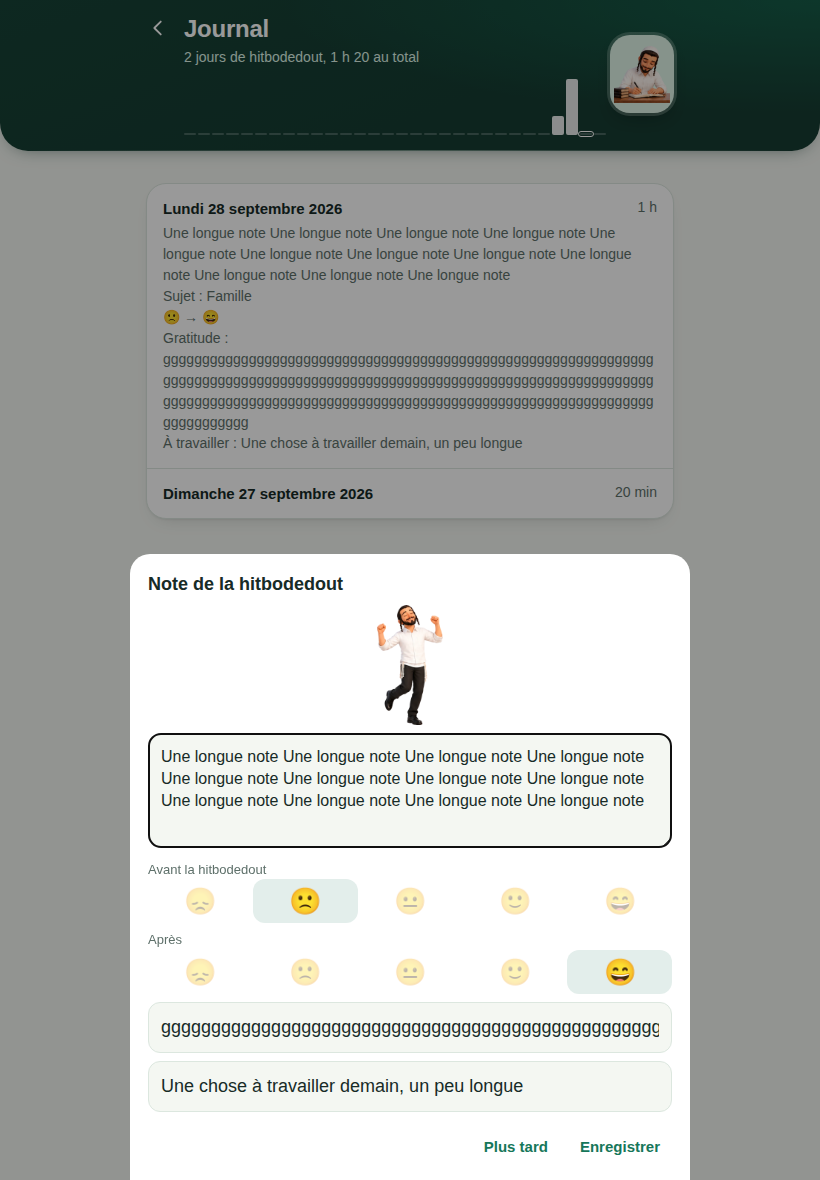 Journal
2 jours de hitbodedout, 1 h 20 au total
Lundi 28 septembre 2026
1 h
Une longue note Une longue note Une longue note Une longue note Une
longue note Une longue note Une longue note Une longue note Une longue
note Une longue note Une longue note Une longue note
Sujet : Famille
🙁 → 😄
Gratitude :
ggggggggggggggggggggggggggggggggggggggggggggggggggggggggggggggg
ggggggggggggggggggggggggggggggggggggggggggggggggggggggggggggggg
ggggggggggggggggggggggggggggggggggggggggggggggggggggggggggggggg
ggggggggggg
À travailler : Une chose à travailler demain, un peu longue
Dimanche 27 septembre 2026
20 min
Note de la hitbodedout
Une longue note Une longue note Une longue note Une longue note
Une longue note Une longue note Une longue note Une longue note
Une longue note Une longue note Une longue note Une longue note
Avant la hitbodedout
Après
gggggggggggggggggggggggggggggggggggggggggggggggggg
Une chose à travailler demain, un peu longue
Plus tard
Enregistrer